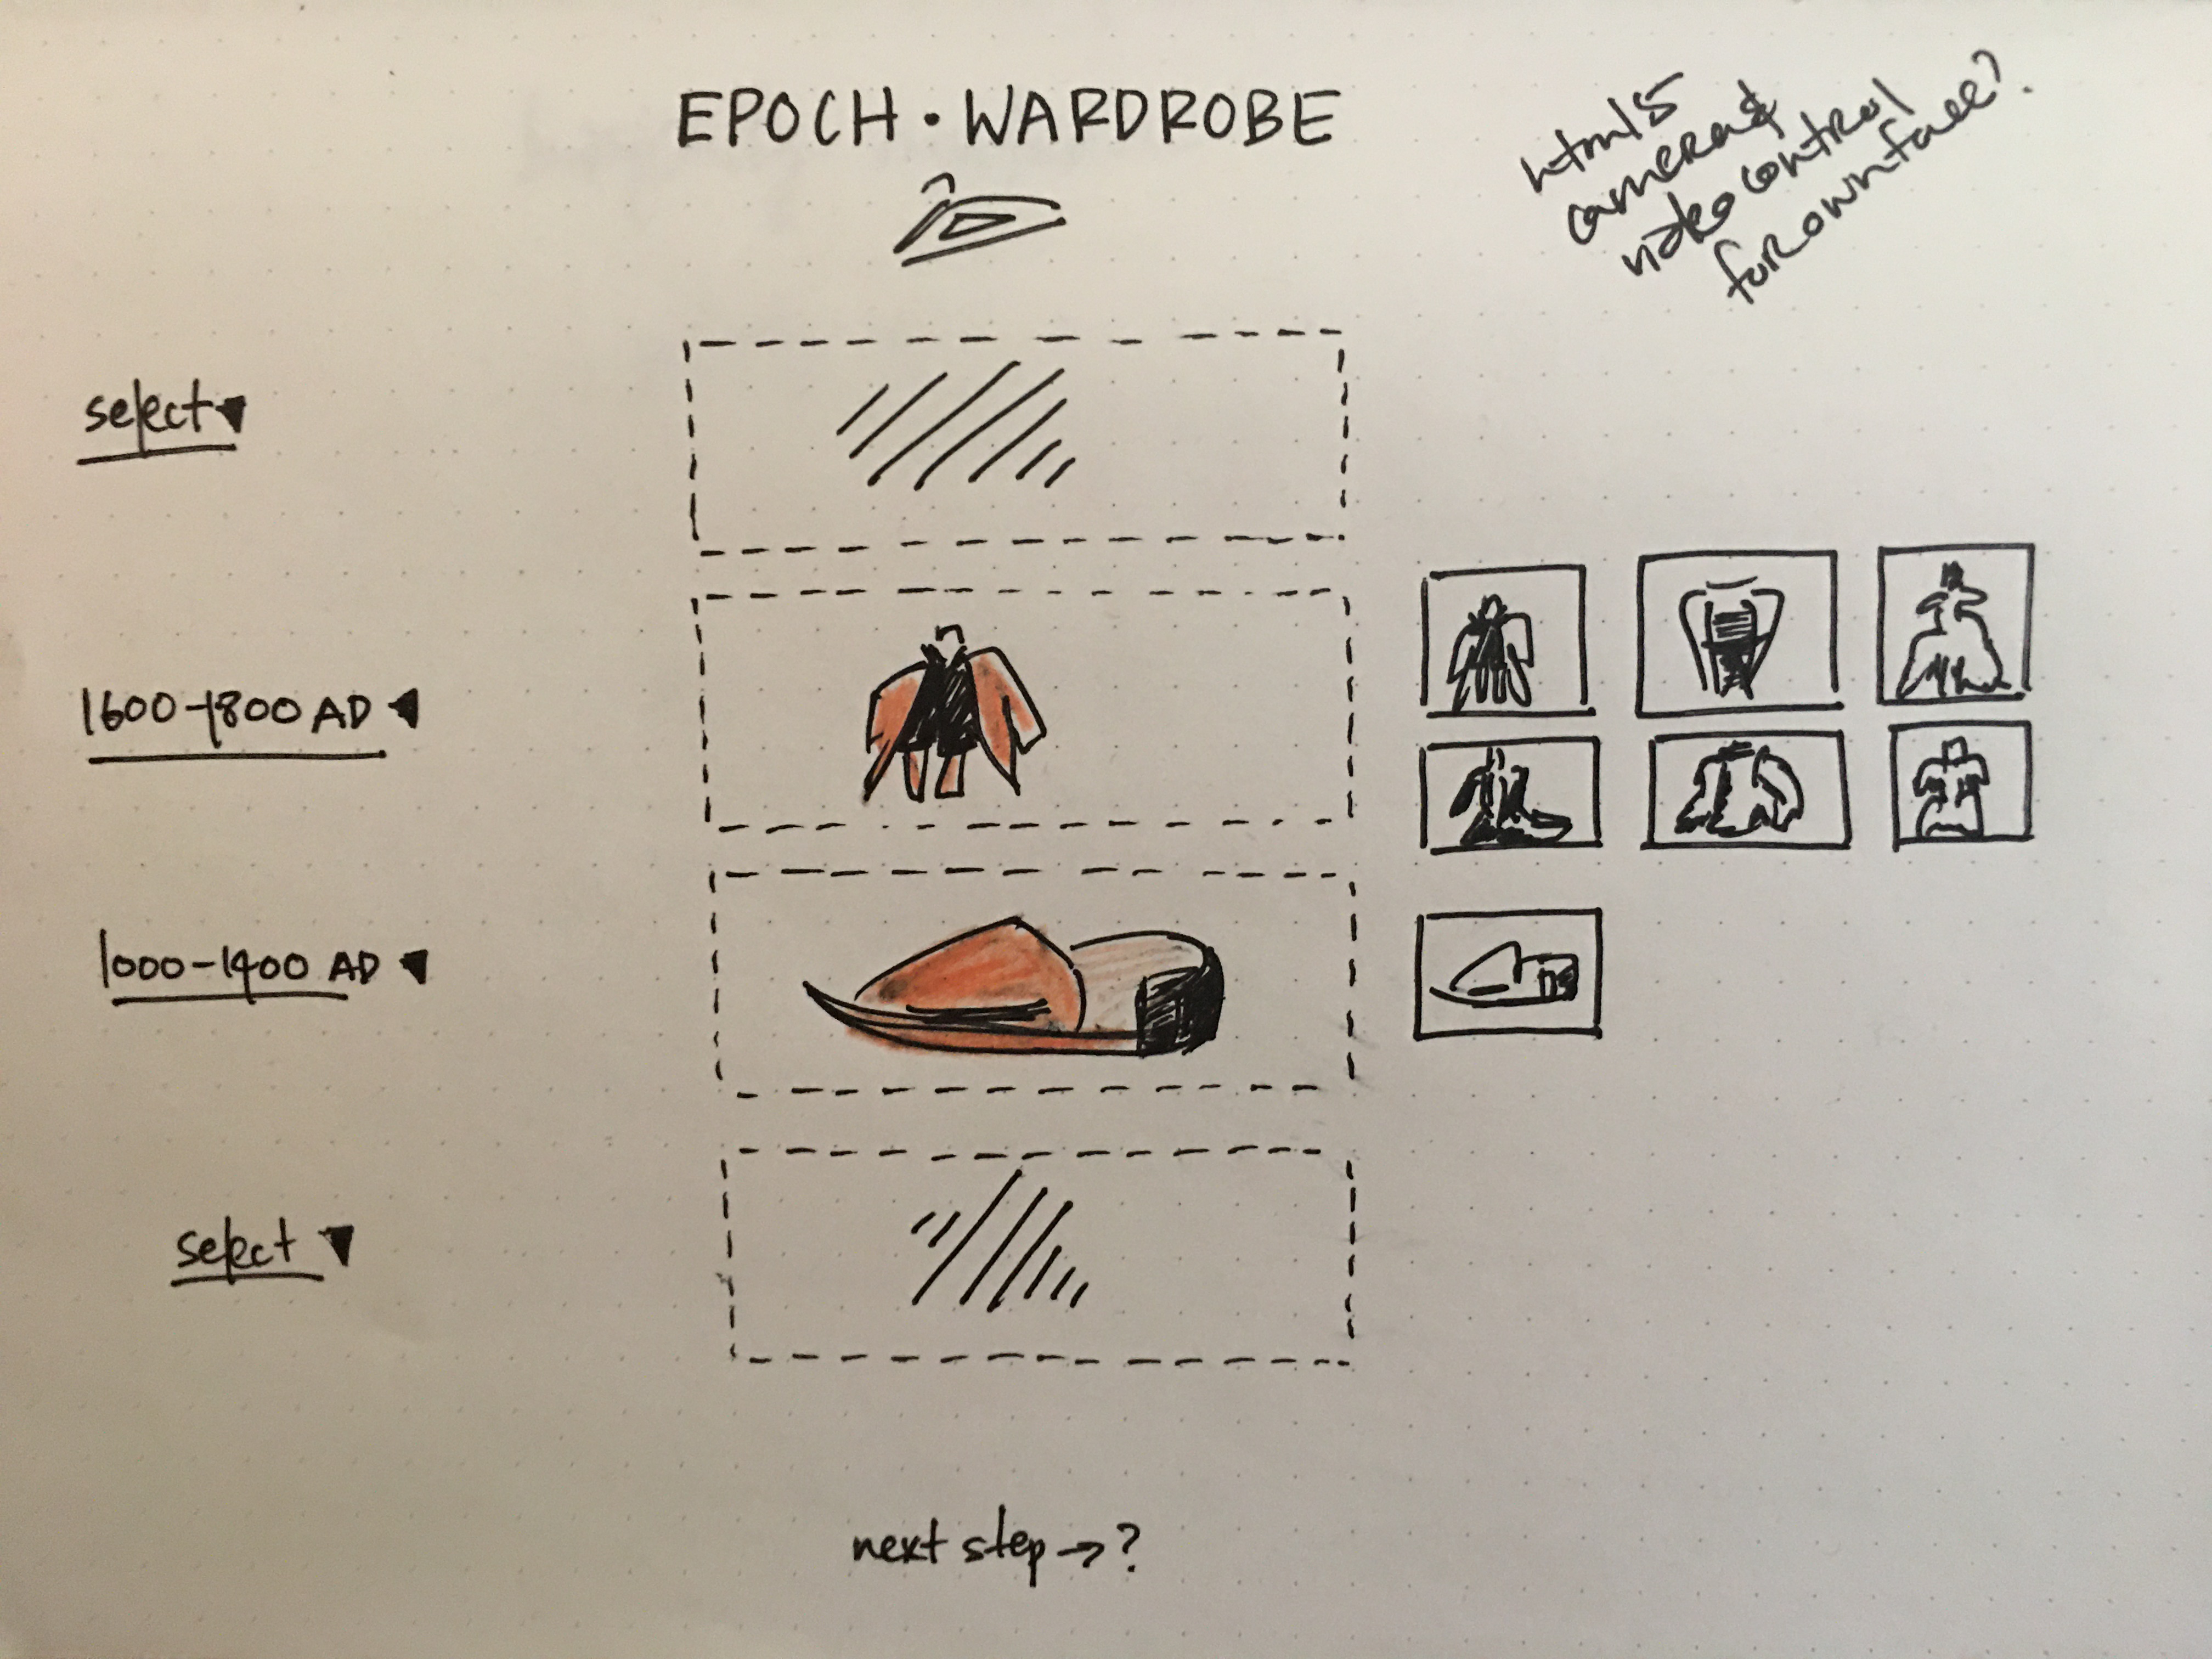 EPOCH • WARDROBE
html5
camera &
video control
for own face?
select ▼
1600-1800 AD ◀
1000-1400 AD ◀
select ▼
next step → ?